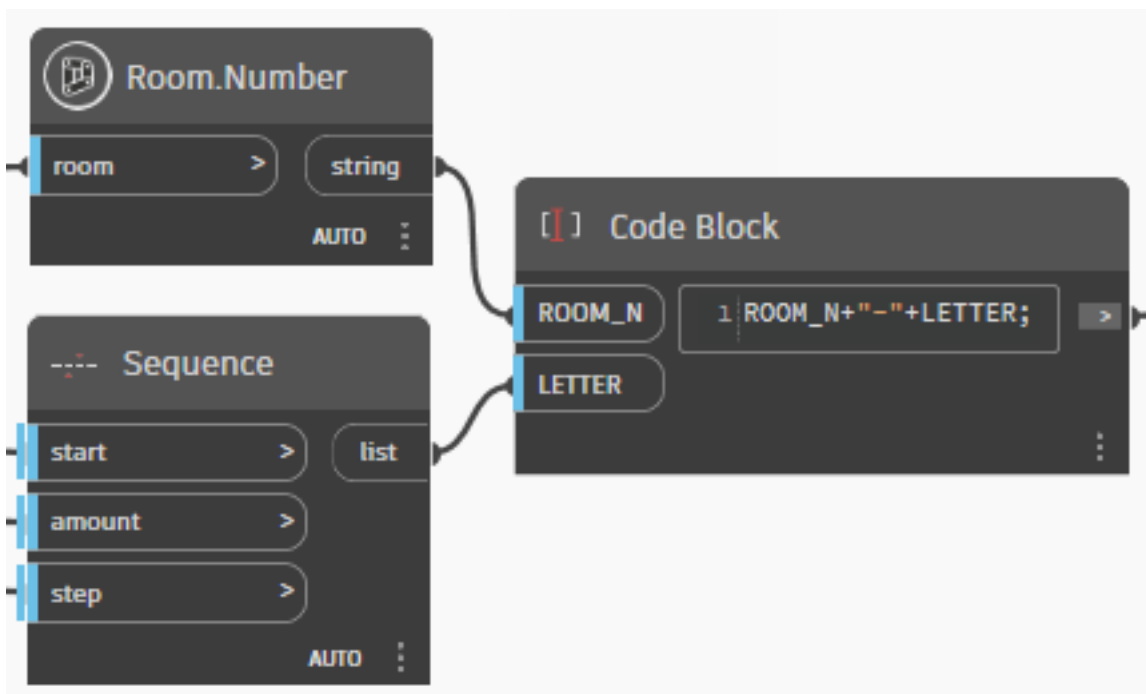 Room.Number
room > string
AUTO
Sequence
start > list
amount >
step >
AUTO
[I] Code Block
ROOM_N 1 ROOM_N+"-"+LETTER; >
LETTER